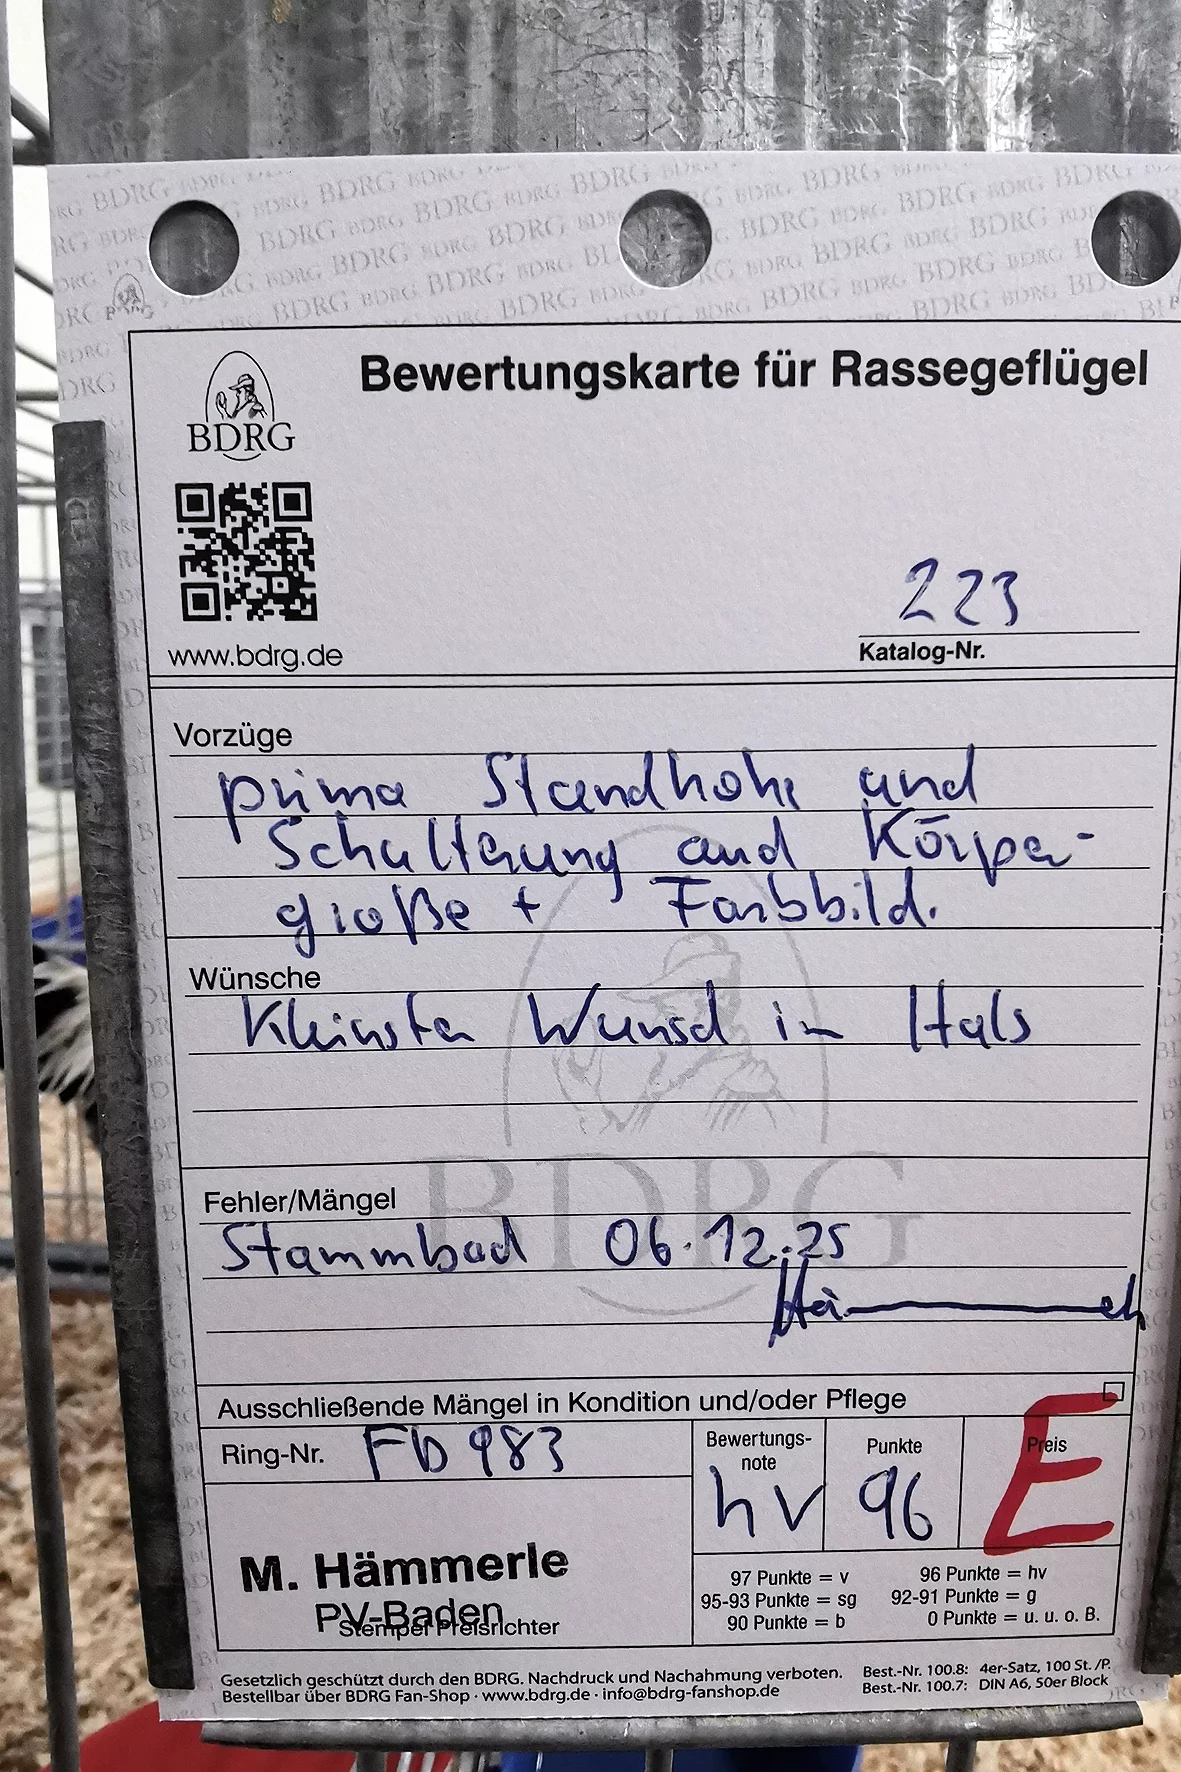 Bewertungskarte für Rassegeflügel
BDRG
www.bdrg.de
223
Katalog-Nr.
Vorzüge
prima Standhöhe und
Schulterung und Körper-
größe + Farbbild.
Wünsche
Kleinster Wunsch im Hals
Fehler/Mängel
Stammbad 06.12.25
Ausschließende Mängel in Kondition und/oder Pflege
Ring-Nr. FD 983
Bewertungs-
note
hv
Punkte
96
Preis
E
M. Hämmerle
PV-Baden
Stempel Preisrichter
97 Punkte = v
96 Punkte = hv
95-93 Punkte = sg
92-91 Punkte = g
90 Punkte = b
0 Punkte = u. u. o. B.
Gesetzlich geschützt durch den BDRG. Nachdruck und Nachahmung verboten.
Bestellbar über BDRG Fan-Shop · www.bdrg.de · info@bdrg-fanshop.de
Best.-Nr. 100.8: 4er-Satz, 100 St./P.
Best.-Nr. 100.7: DIN A6, 50er Block